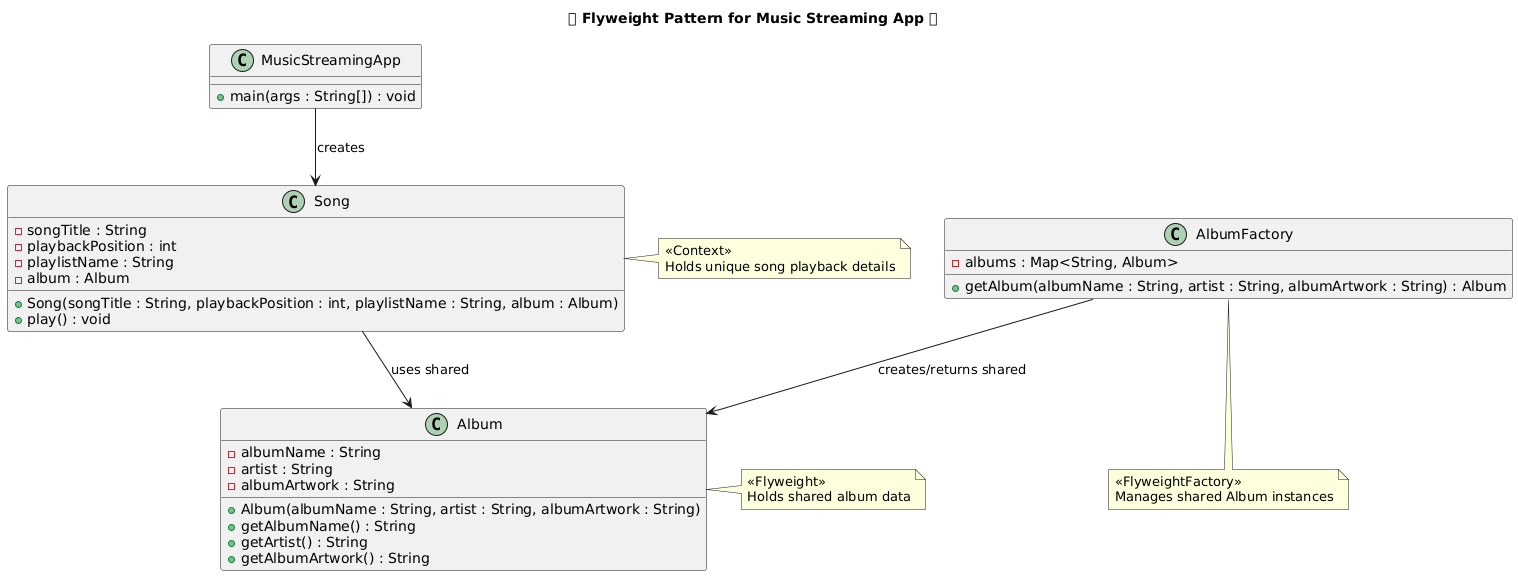 Flyweight Pattern for Music Streaming App
C MusicStreamingApp
main(args : String[]) : void
creates
C Song
songTitle : String
playbackPosition : int
playlistName : String
album : Album
Song(songTitle : String, playbackPosition : int, playlistName : String, album : Album)
play() : void
«Context»
Holds unique song playback details
C AlbumFactory
albums : Map<String, Album>
getAlbum(albumName : String, artist : String, albumArtwork : String) : Album
uses shared
creates/returns shared
C Album
albumName : String
artist : String
albumArtwork : String
Album(albumName : String, artist : String, albumArtwork : String)
getAlbumName() : String
getArtist() : String
getAlbumArtwork() : String
«Flyweight»
Holds shared album data
«FlyweightFactory»
Manages shared Album instances